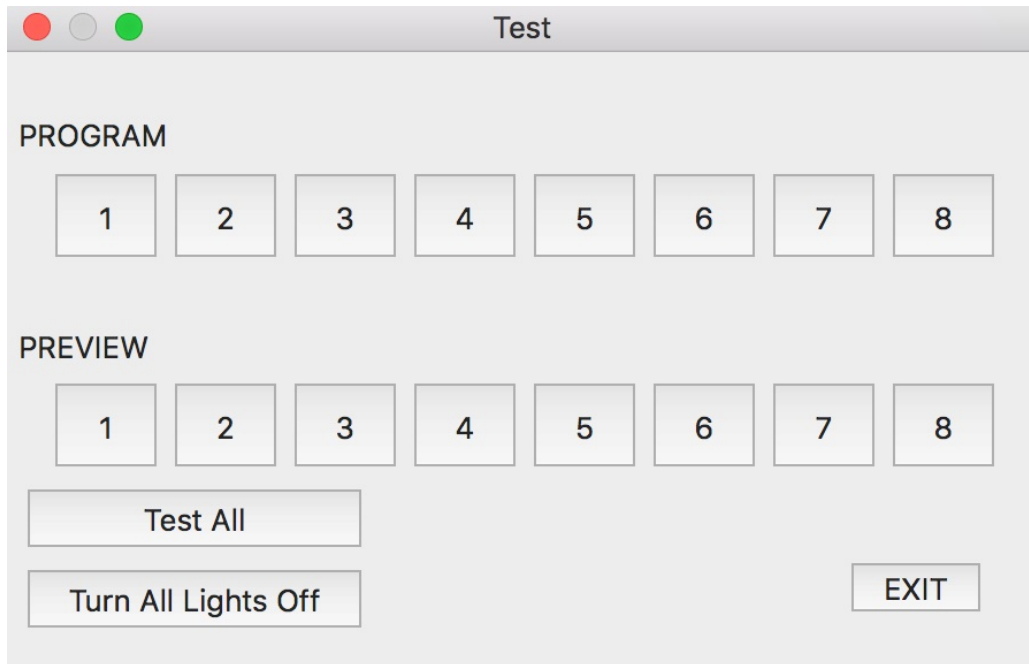 Test
PROGRAM
1 2 3 4 5 6 7 8
PREVIEW
1 2 3 4 5 6 7 8
Test All
Turn All Lights Off
EXIT